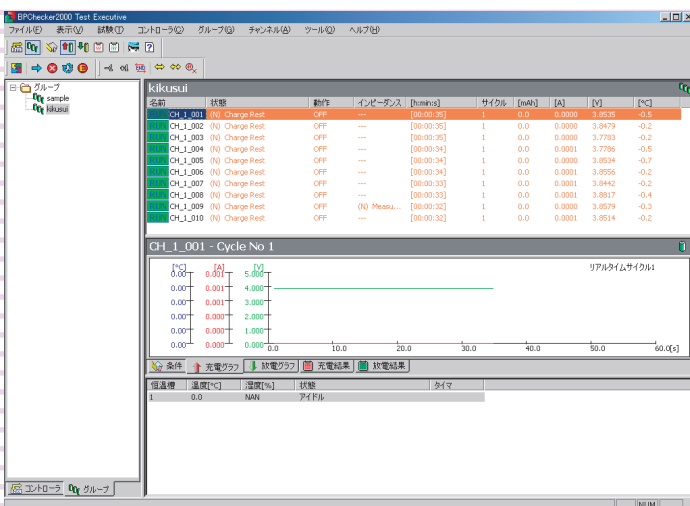 BPChecker2000 Test Executive
ファイル(F) 表示(V) 試験(T) コントローラ(C) グループ(G) チャンネル(A) ツール(O) ヘルプ(H)
グループ
sample
kikusui
kikusui
名前 状態 動作 インピーダンス [h:min:s] サイクル [mAh] [A] [V] [°C]
RUN CH_1_001 (N) Charge Rest OFF --- [00:00:35] 1 0.0 0.0000 3.8535 -0.5
RUN CH_1_002 (N) Charge Rest OFF --- [00:00:35] 1 0.0 0.0000 3.8479 -0.2
RUN CH_1_003 (N) Charge Rest OFF --- [00:00:35] 1 0.0 0.0000 3.7783 -0.2
RUN CH_1_004 (N) Charge Rest OFF --- [00:00:34] 1 0.0 0.0001 3.7786 -0.5
RUN CH_1_005 (N) Charge Rest OFF --- [00:00:34] 1 0.0 0.0000 3.8534 -0.7
RUN CH_1_006 (N) Charge Rest OFF --- [00:00:34] 1 0.0 0.0001 3.8556 -0.2
RUN CH_1_007 (N) Charge Rest OFF --- [00:00:33] 1 0.0 0.0001 3.8442 -0.2
RUN CH_1_008 (N) Charge Rest OFF --- [00:00:33] 1 0.0 0.0001 3.8817 -0.4
RUN CH_1_009 (N) Charge Rest OFF (N) Measu... [00:00:32] 1 0.0 0.0000 3.8579 -0.3
RUN CH_1_010 (N) Charge Rest OFF --- [00:00:32] 1 0.0 0.0001 3.8514 -0.2
CH_1_001 - Cycle No 1
[°C] [A] [V] リアルタイムサイクル1
0.00 0.001 5.000
0.00 0.001 4.000
0.00 0.001 3.000
0.00 0.000 2.000
0.00 0.000 1.000
0.00 0.000 0.000
0.0 10.0 20.0 30.0 40.0 50.0 60.0[s]
条件 充電グラフ 放電グラフ 充電結果 放電結果
恒温槽 温度[°C] 湿度[%] 状態 タイマ
1 0.0 NAN アイドル
コントローラ グループ
NUM